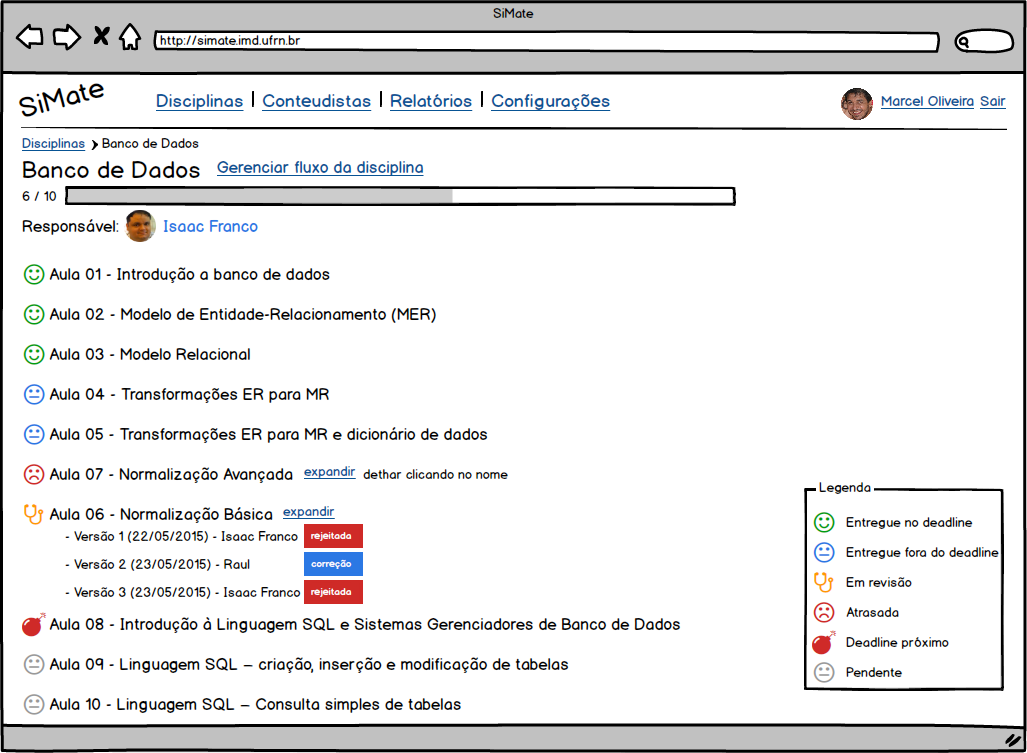 SiMate
http://simate.imd.ufrn.br
SiMate
Disciplinas | Conteudistas | Relatórios | Configurações
Marcel Oliveira Sair
Disciplinas ❯ Banco de Dados
Banco de Dados Gerenciar fluxo da disciplina
6 / 10
Responsável: Isaac Franco
Aula 01 - Introdução a banco de dados
Aula 02 - Modelo de Entidade-Relacionamento (MER)
Aula 03 - Modelo Relacional
Aula 04 - Transformações ER para MR
Aula 05 - Transformações ER para MR e dicionário de dados
Aula 07 - Normalização Avançada expandir dethar clicando no nome
Aula 06 - Normalização Básica expandir
- Versão 1 (22/05/2015) - Isaac Franco rejeitada
- Versão 2 (23/05/2015) - Raul correção
- Versão 3 (23/05/2015) - Isaac Franco rejeitada
Aula 08 - Introdução à Linguagem SQL e Sistemas Gerenciadores de Banco de Dados
Aula 09 - Linguagem SQL – criação, inserção e modificação de tabelas
Aula 10 - Linguagem SQL – Consulta simples de tabelas
Legenda
Entregue no deadline
Entregue fora do deadline
Em revisão
Atrasada
Deadline próximo
Pendente